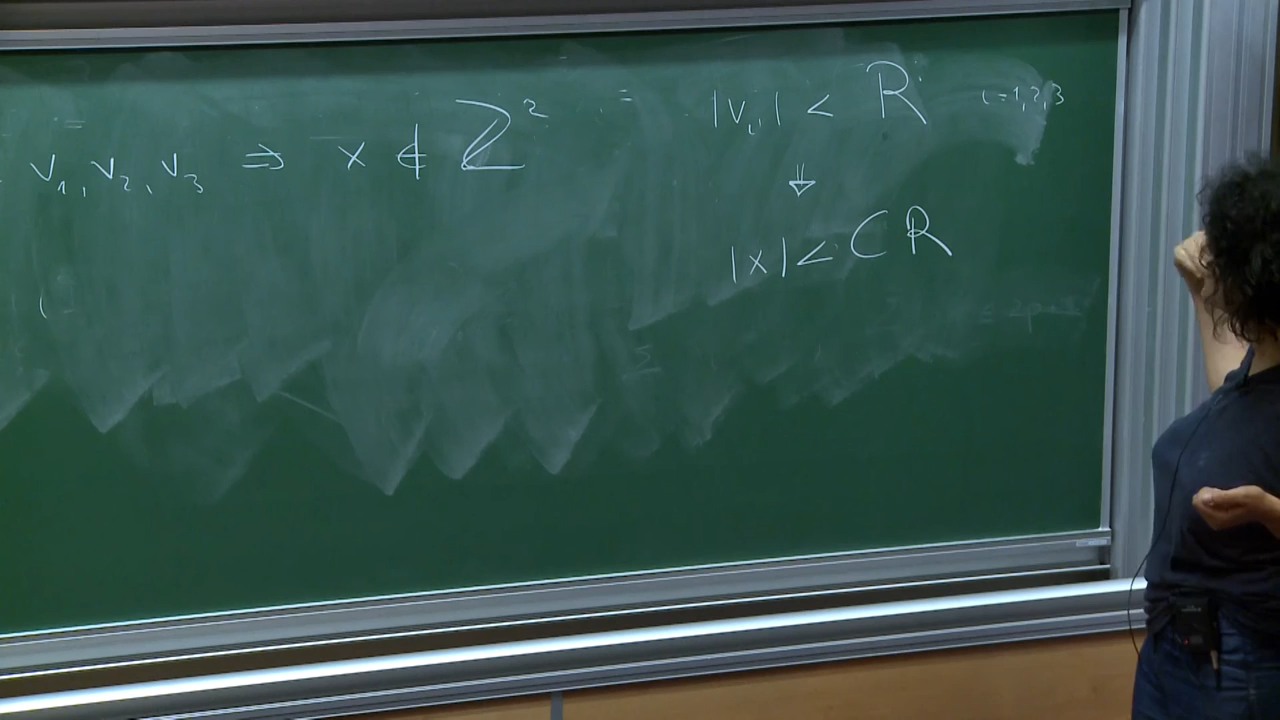 v₁, v₂, v₃ ⇒ x ∉ ℤ²
|vᵢ| < R i=1,2,3
⇓
|x| < CR